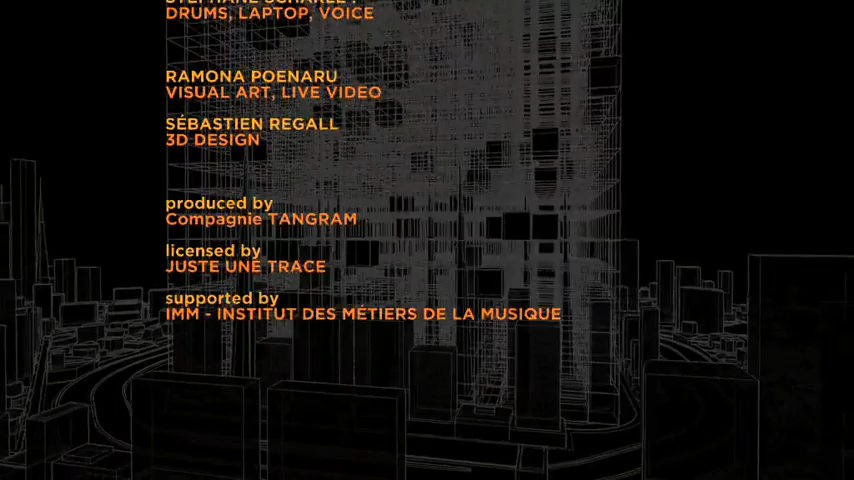 DRUMS, LAPTOP, VOICE
RAMONA POENARU
VISUAL ART, LIVE VIDEO
SÉBASTIEN REGALL
3D DESIGN
produced by
Compagnie TANGRAM
licensed by
JUSTE UNE TRACE
supported by
IMM - INSTITUT DES MÉTIERS DE LA MUSIQUE